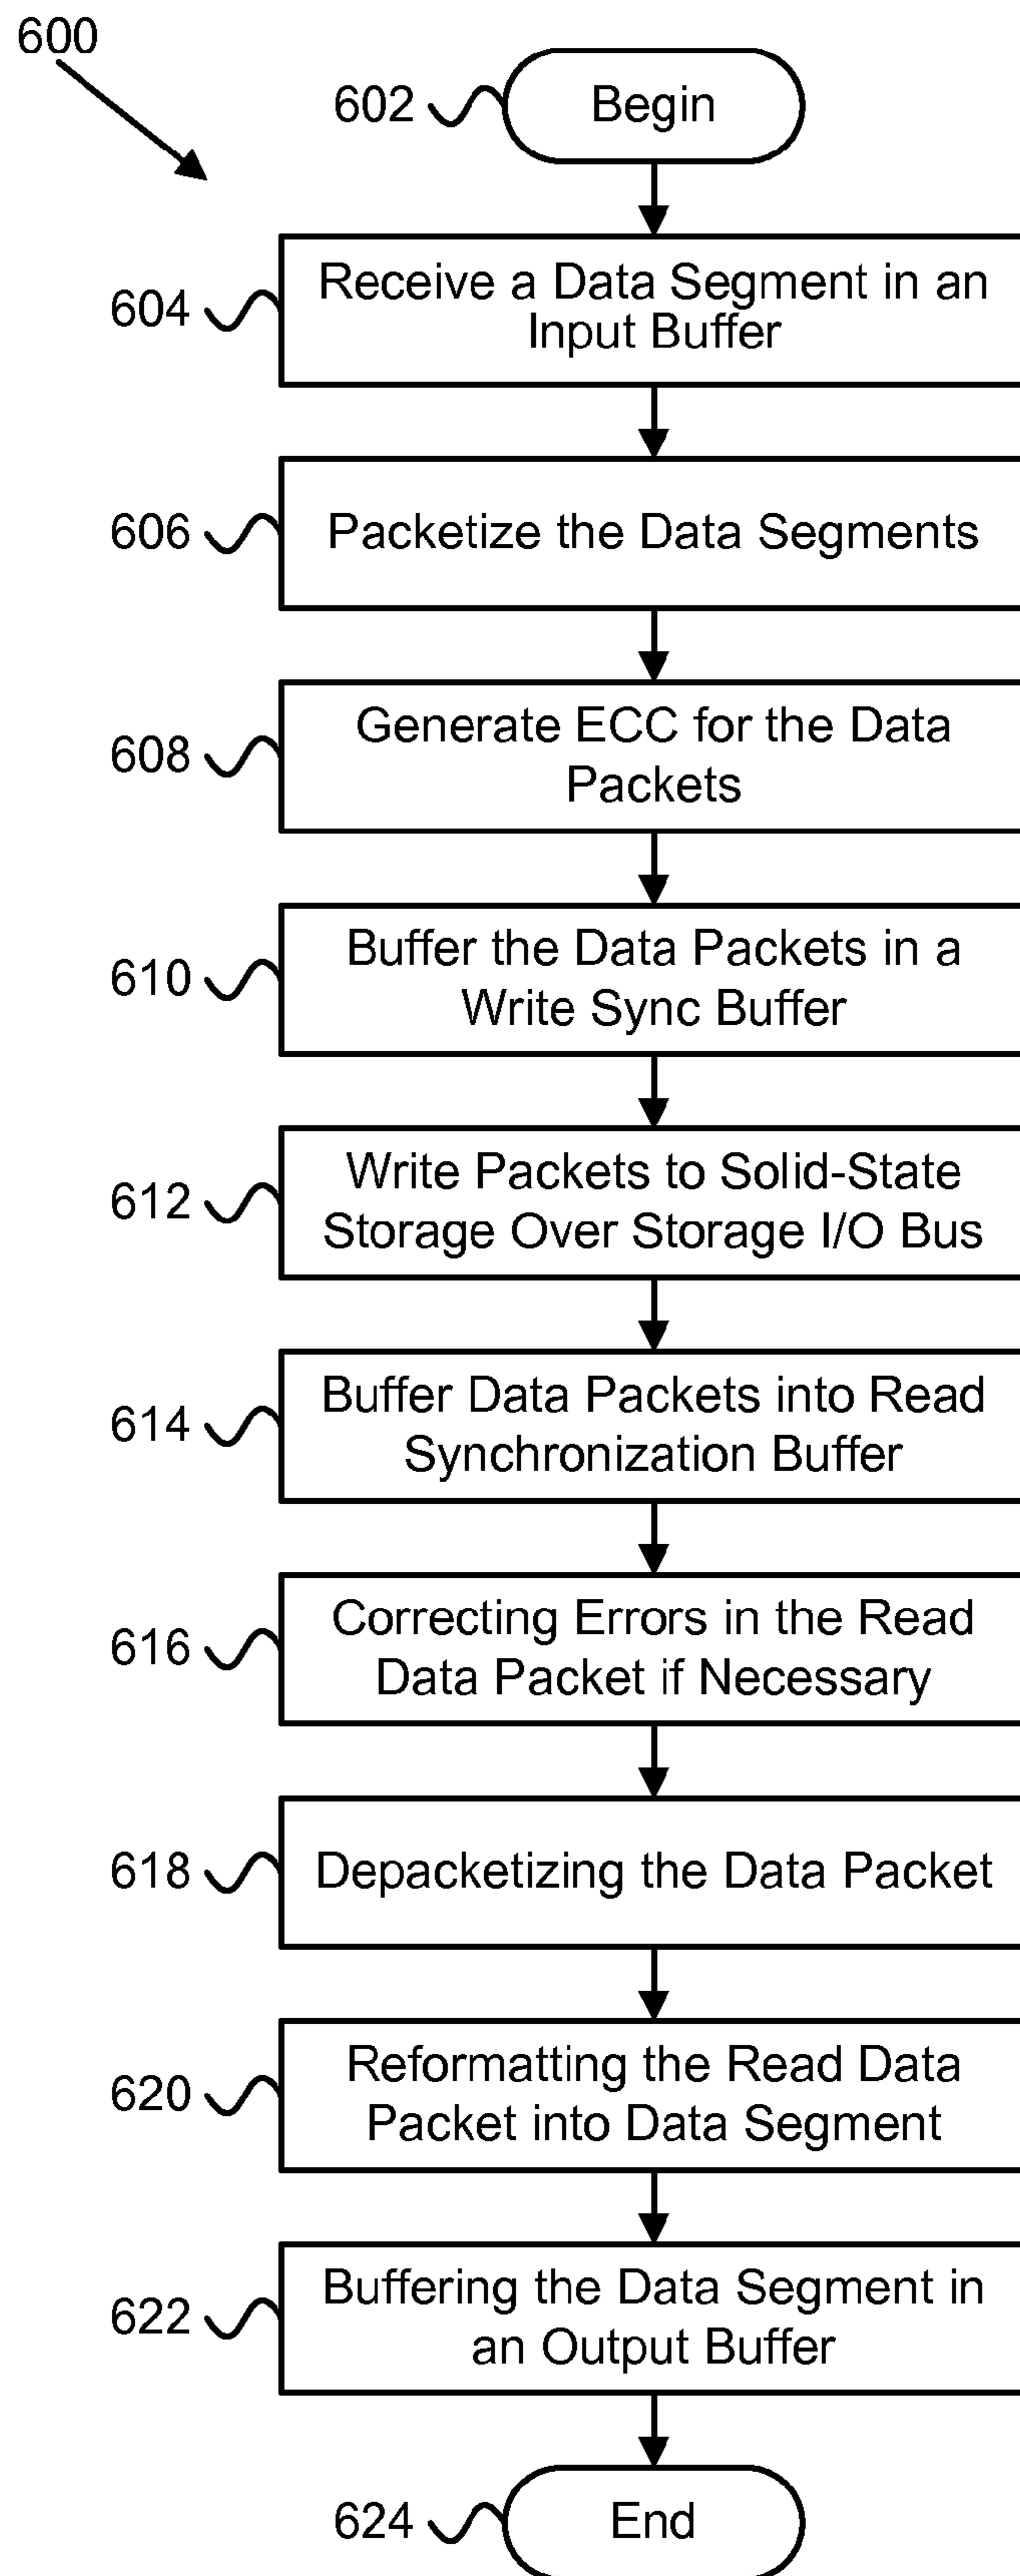 600
602
Begin
604
Receive a Data Segment in an
Input Buffer
606
Packetize the Data Segments
608
Generate ECC for the Data
Packets
610
Buffer the Data Packets in a
Write Sync Buffer
612
Write Packets to Solid-State
Storage Over Storage I/O Bus
614
Buffer Data Packets into Read
Synchronization Buffer
616
Correcting Errors in the Read
Data Packet if Necessary
618
Depacketizing the Data Packet
620
Reformatting the Read Data
Packet into Data Segment
622
Buffering the Data Segment in
an Output Buffer
624
End